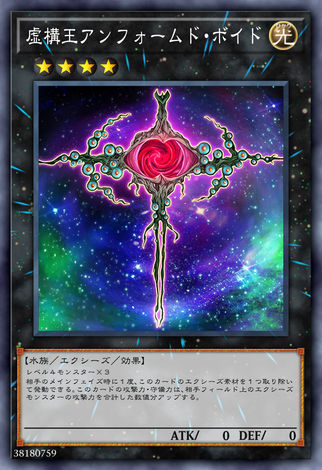 虚構王アンフォームド・ボイド
光
【水族／エクシーズ／効果】
レベル４モンスター×３
相手のメインフェイズ時に１度、このカードのエクシーズ素材を１つ取り除い
て発動できる。このカードの攻撃力・守備力は、相手フィールド上のエクシーズ
モンスターの攻撃力を合計した数値分アップする。
ATK/ 0 DEF/ 0
38180759